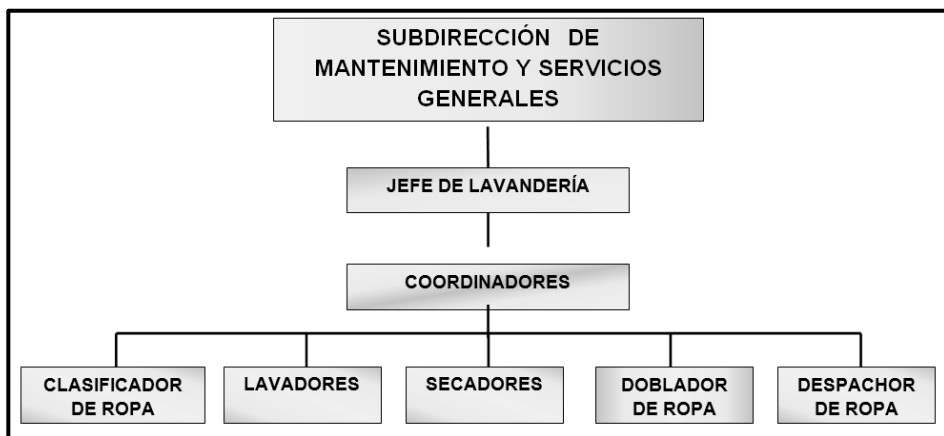 SUBDIRECCIÓN DE
MANTENIMIENTO Y SERVICIOS
GENERALES
JEFE DE LAVANDERÍA
COORDINADORES
CLASIFICADOR
DE ROPA
LAVADORES
SECADORES
DOBLADOR
DE ROPA
DESPACHOR
DE ROPA